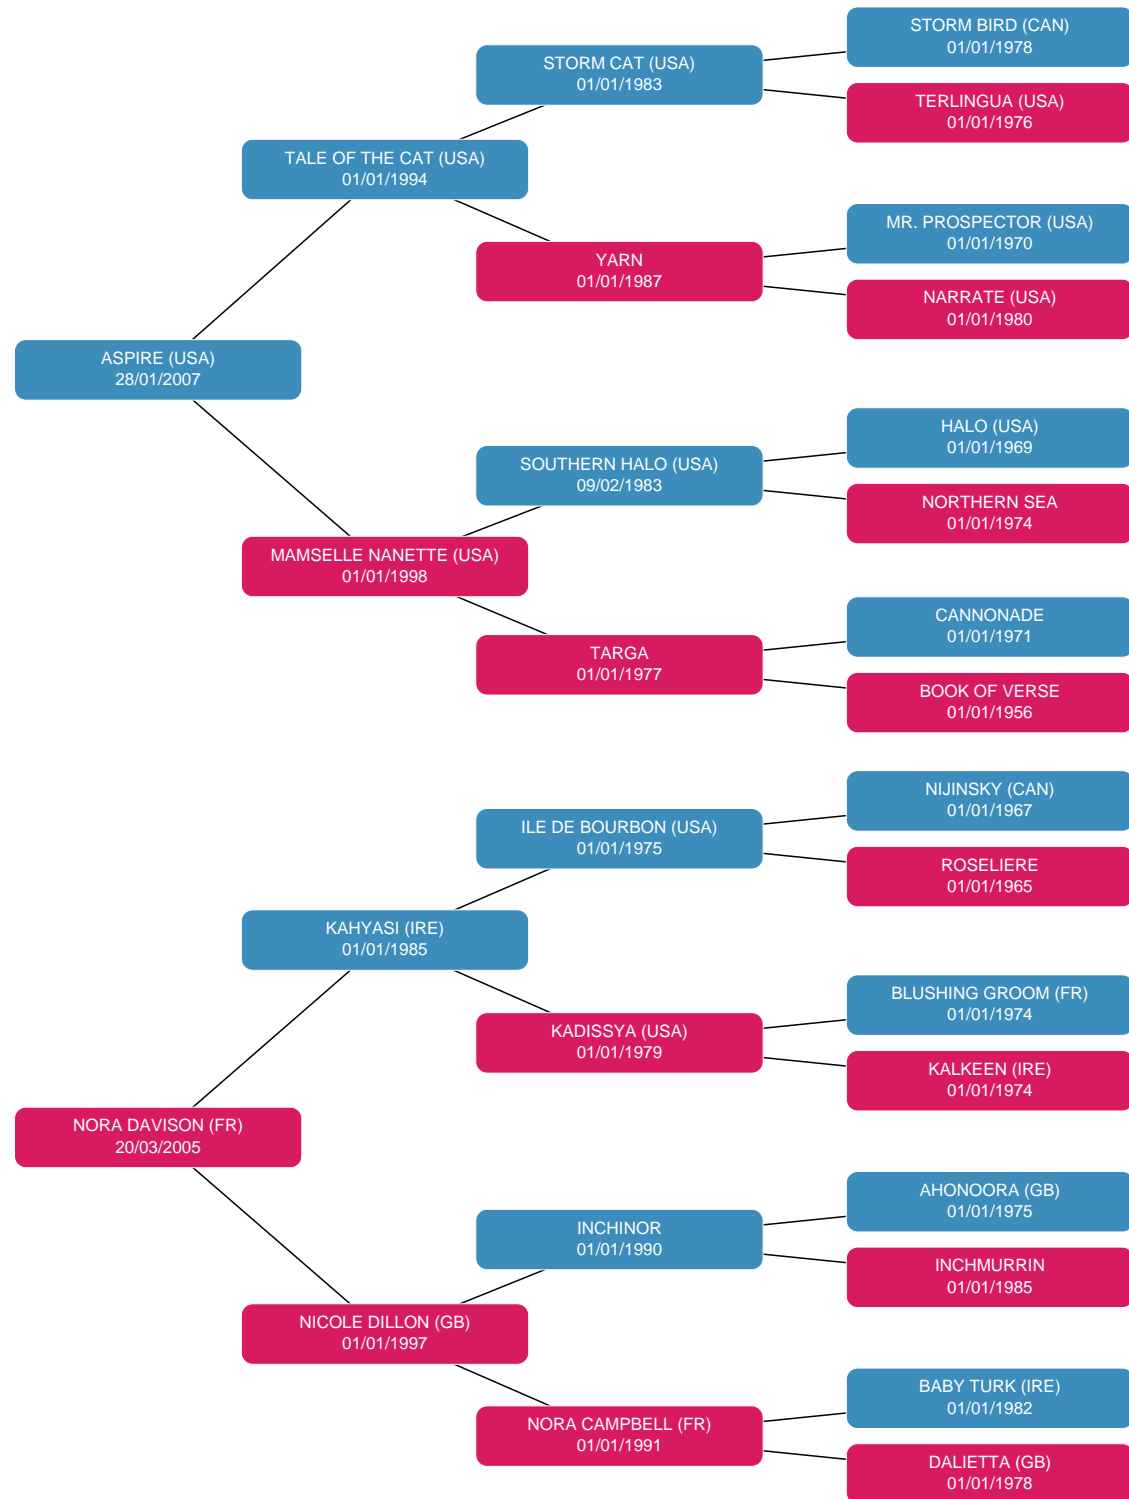 STORM BIRD (CAN)
01/01/1978
STORM CAT (USA)
01/01/1983
TERLINGUA (USA)
01/01/1976
TALE OF THE CAT (USA)
01/01/1994
MR. PROSPECTOR (USA)
01/01/1970
YARN
01/01/1987
NARRATE (USA)
01/01/1980
ASPIRE (USA)
28/01/2007
HALO (USA)
01/01/1969
SOUTHERN HALO (USA)
09/02/1983
NORTHERN SEA
01/01/1974
MAMSELLE NANETTE (USA)
01/01/1998
CANNONADE
01/01/1971
TARGA
01/01/1977
BOOK OF VERSE
01/01/1956
NIJINSKY (CAN)
01/01/1967
ILE DE BOURBON (USA)
01/01/1975
ROSELIERE
01/01/1965
KAHYASI (IRE)
01/01/1985
BLUSHING GROOM (FR)
01/01/1974
KADISSYA (USA)
01/01/1979
KALKEEN (IRE)
01/01/1974
NORA DAVISON (FR)
20/03/2005
AHONOORA (GB)
01/01/1975
INCHINOR
01/01/1990
INCHMURRIN
01/01/1985
NICOLE DILLON (GB)
01/01/1997
BABY TURK (IRE)
01/01/1982
NORA CAMPBELL (FR)
01/01/1991
DALIETTA (GB)
01/01/1978